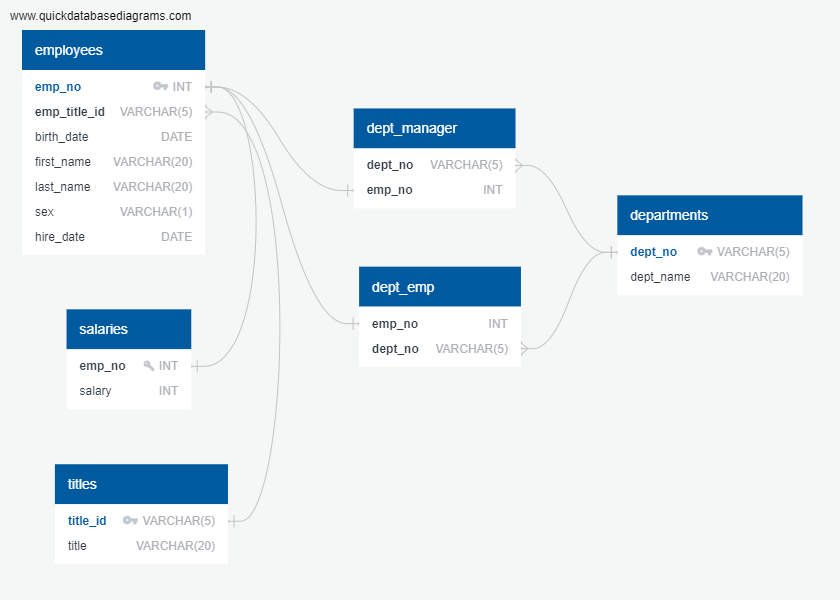 www.quickdatabasediagrams.com
employees
emp_no INT
emp_title_id VARCHAR(5)
birth_date DATE
first_name VARCHAR(20)
last_name VARCHAR(20)
sex VARCHAR(1)
hire_date DATE
salaries
emp_no INT
salary INT
titles
title_id VARCHAR(5)
title VARCHAR(20)
dept_manager
dept_no VARCHAR(5)
emp_no INT
dept_emp
emp_no INT
dept_no VARCHAR(5)
departments
dept_no VARCHAR(5)
dept_name VARCHAR(20)